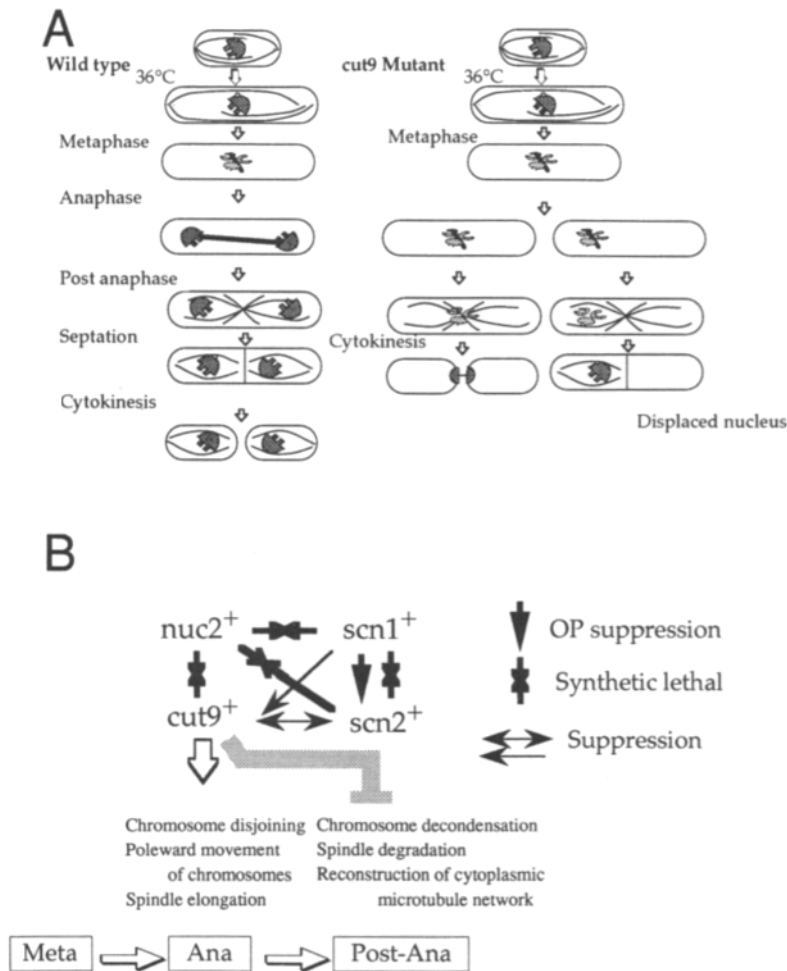 A
Wild type
36°C
Metaphase
Anaphase
Post anaphase
Septation
Cytokinesis
cut9 Mutant
36°C
Metaphase
Cytokinesis
Displaced nucleus
B
nuc2+
scn1+
cut9+
scn2+
OP suppression
Synthetic lethal
Suppression
Chromosome disjoining
Poleward movement
of chromosomes
Spindle elongation
Chromosome decondensation
Spindle degradation
Reconstruction of cytoplasmic
microtubule network
Meta
Ana
Post-Ana